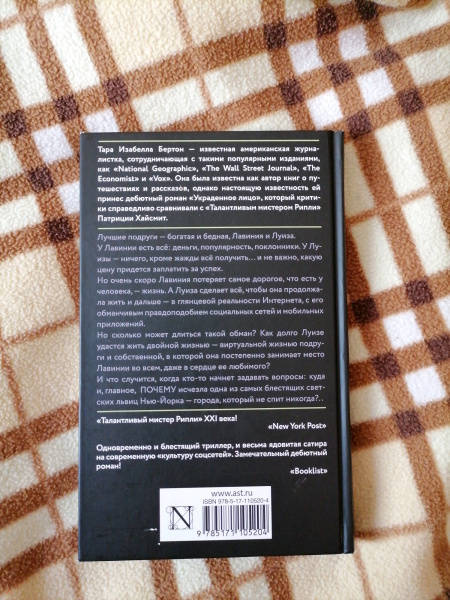 Тара Изабелла Бертон — известная американская журна-
листка, сотрудничающая с такими популярными изданиями,
как «National Geographic», «The Wall Street Journal», «The
Economist» и «Vox». Она была известна как автор книг о пу-
тешествиях и рассказов, однако настоящую известность ей
принес дебютный роман «Украденное лицо», который крити-
ки справедливо сравнивали с «Талантливым мистером Рипли»
Патриции Хайсмит.
Лучшие подруги — богатая и бедная, Лавиния и Луиза.
У Лавинии есть всё: деньги, популярность, поклонники. У Лу-
изы — ничего, кроме жажды всё получить... и не важно, какую
цену придется заплатить за успех.
Но очень скоро Лавиния потеряет самое дорогое, что есть у
человека, — жизнь. А Луиза сделает всё, чтобы она продолжа-
ла жить и дальше — в глянцевой реальности Интернета, с его
обманчивым правдоподобием социальных сетей и мобильных
приложений.
Но сколько может длиться такой обман? Как долго Луизе
удастся жить двойной жизнью — виртуальной жизнью подру-
ги и собственной, в которой она постепенно занимает место
Лавинии во всем, даже в сердце ее любимого?
И что случится, когда кто-то начнет задавать вопросы: куда
и, главное, ПОЧЕМУ исчезла одна из самых блестящих свет-
ских львиц Нью-Йорка — города, который не спит никогда?..
«Талантливый мистер Рипли» XXI века!
«New York Post»
Одновременно и блестящий триллер, и весьма ядовитая сатира
на современную «культуру соцсетей». Замечательный дебютный
роман!
«Booklist»
www.ast.ru
ISBN 978-5-17-110520-4
N
9 785171 105204